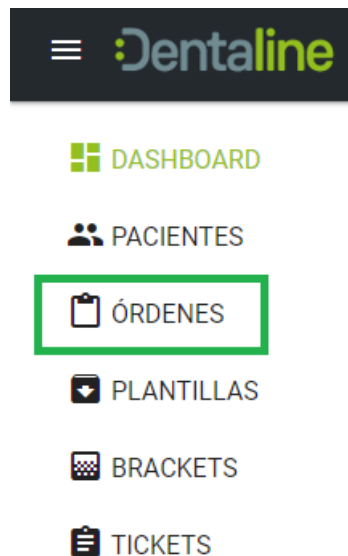 Dentaline
DASHBOARD
PACIENTES
ÓRDENES
PLANTILLAS
BRACKETS
TICKETS